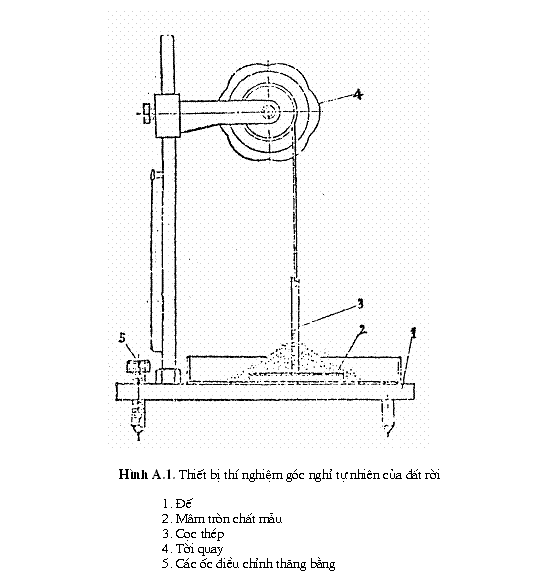 4
3
2
1
5
Hình A.1. Thiết bị thí nghiệm góc nghỉ tự nhiên của đất rời
1. Đế
2. Mâm tròn chất mẫu
3. Cọc thép
4. Tời quay
5. Các ốc điều chỉnh thăng bằng